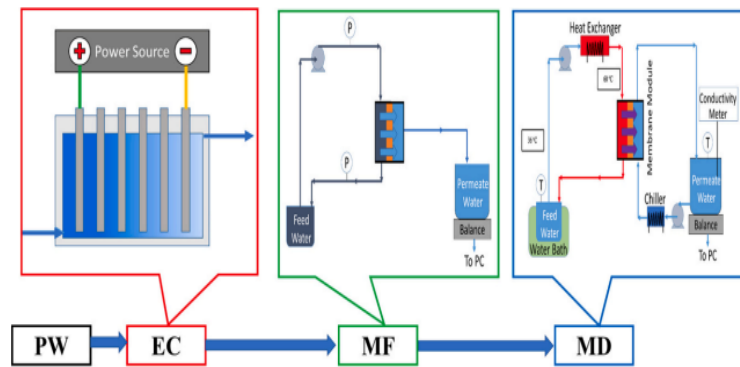 + Power Source −
P
P
Feed Water
Permeate
Water
Balance
To PC
Heat Exchanger
Membrane Module
Conductivity
Meter
T
T
Feed
Water
Water Bath
Chiller
Permeate
Water
Balance
To PC
PW
EC
MF
MD